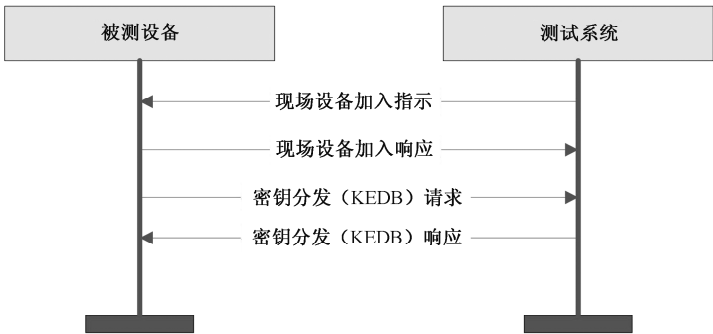 被测设备
测试系统
现场设备加入指示
现场设备加入响应
密钥分发（KEDB）请求
密钥分发（KEDB）响应